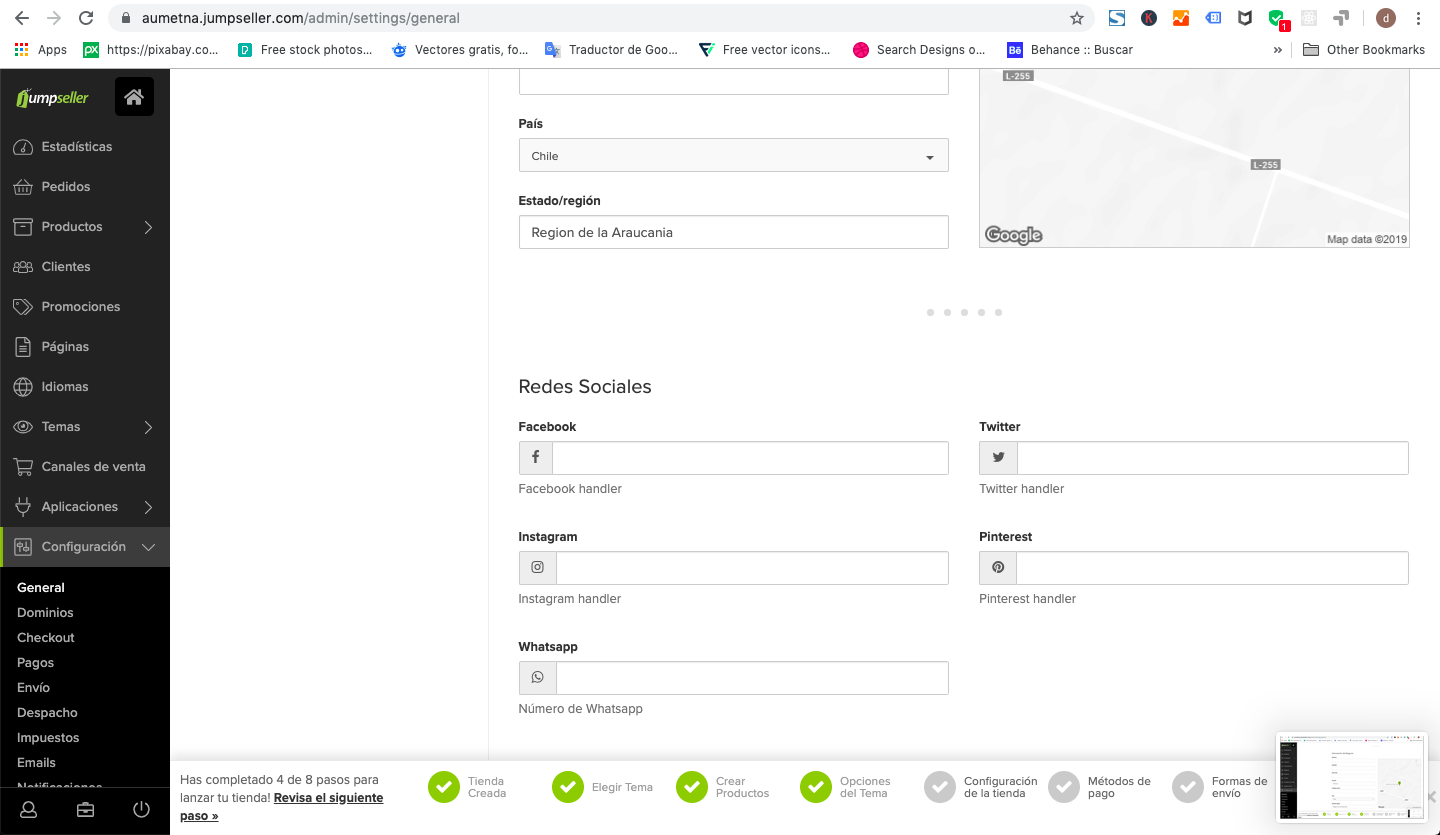 aumetna.jumpseller.com/admin/settings/general
1
d
Apps
https://pixabay.co...
Free stock photos...
Vectores gratis, fo...
Traductor de Goo...
Free vector icons...
Search Designs o...
Behance :: Buscar
»
Other Bookmarks
jumpseller
Estadísticas
Pedidos
Productos
Clientes
Promociones
Páginas
Idiomas
Temas
Canales de venta
Aplicaciones
Configuración
General
Dominios
Checkout
Pagos
Envío
Despacho
Impuestos
Emails
Notificaciones
País
Chile
Estado/región
Region de la Araucania
L-255
L-255
Google
Map data ©2019
Redes Sociales
Facebook
Facebook handler
Twitter
Twitter handler
Instagram
Instagram handler
Pinterest
Pinterest handler
Whatsapp
Número de Whatsapp
Has completado 4 de 8 pasos para
lanzar tu tienda! Revisa el siguiente
paso »
Tienda
Creada
Elegir Tema
Crear
Productos
Opciones
del Tema
Configuración
de la tienda
Métodos de
pago
Formas de
envío